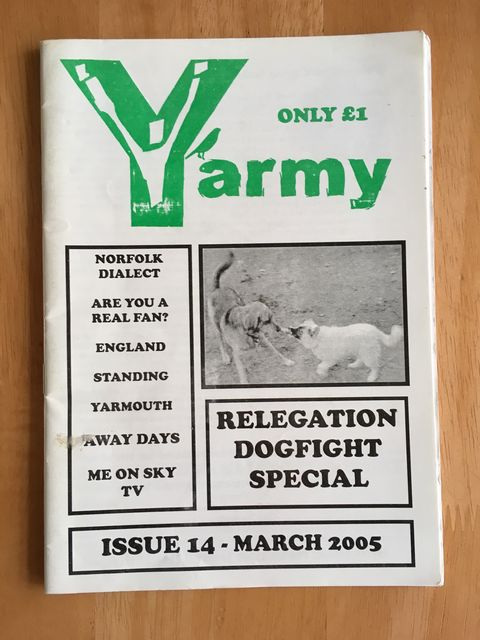 ONLY £1
Y'army
NORFOLK
DIALECT
ARE YOU A
REAL FAN?
ENGLAND
STANDING
YARMOUTH
AWAY DAYS
ME ON SKY
TV
RELEGATION
DOGFIGHT
SPECIAL
ISSUE 14 - MARCH 2005